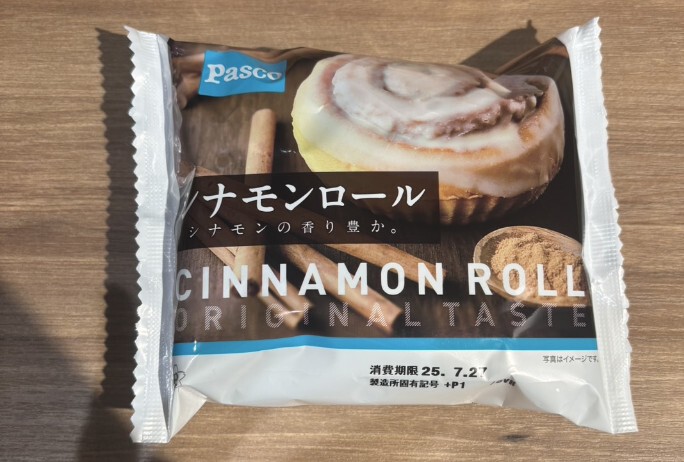 Pasco
シナモンロール
シナモンの香り豊か。
CINNAMON ROLL
ORIGINAL TASTE
写真はイメージです。
消費期限 25. 7.27
製造所固有記号 +P1